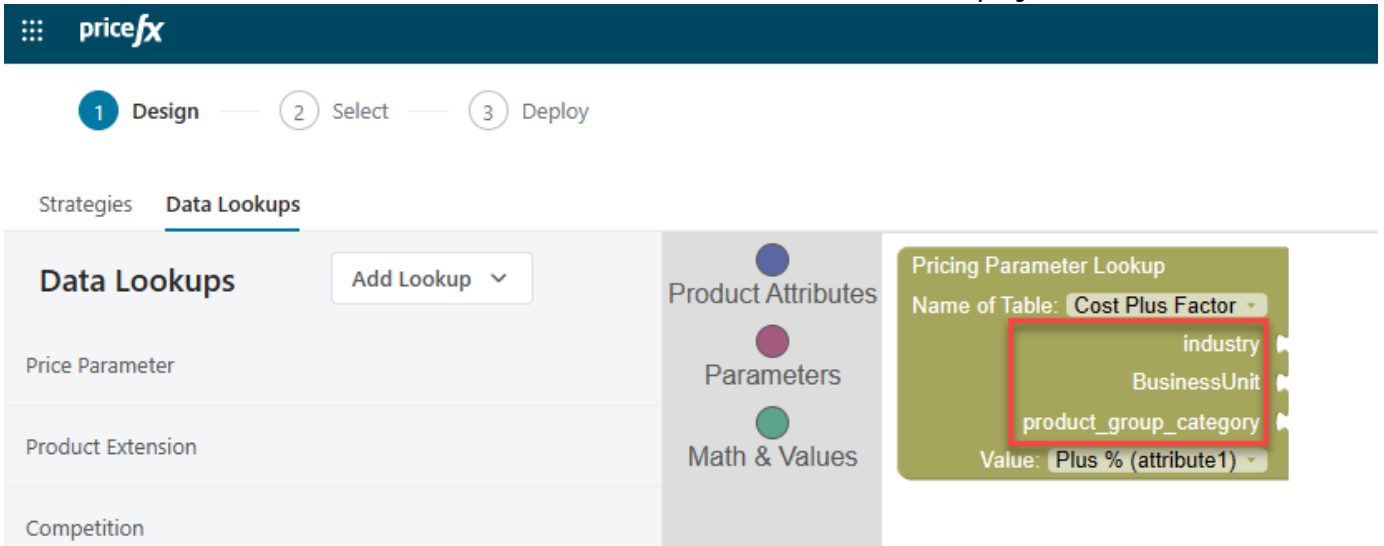 pricefx
1 Design 2 Select 3 Deploy
Strategies Data Lookups
Data Lookups Add Lookup
Price Parameter
Product Extension
Competition
Product Attributes
Parameters
Math & Values
Pricing Parameter Lookup
Name of Table: Cost Plus Factor
industry
BusinessUnit
product_group_category
Value: Plus % (attribute1)